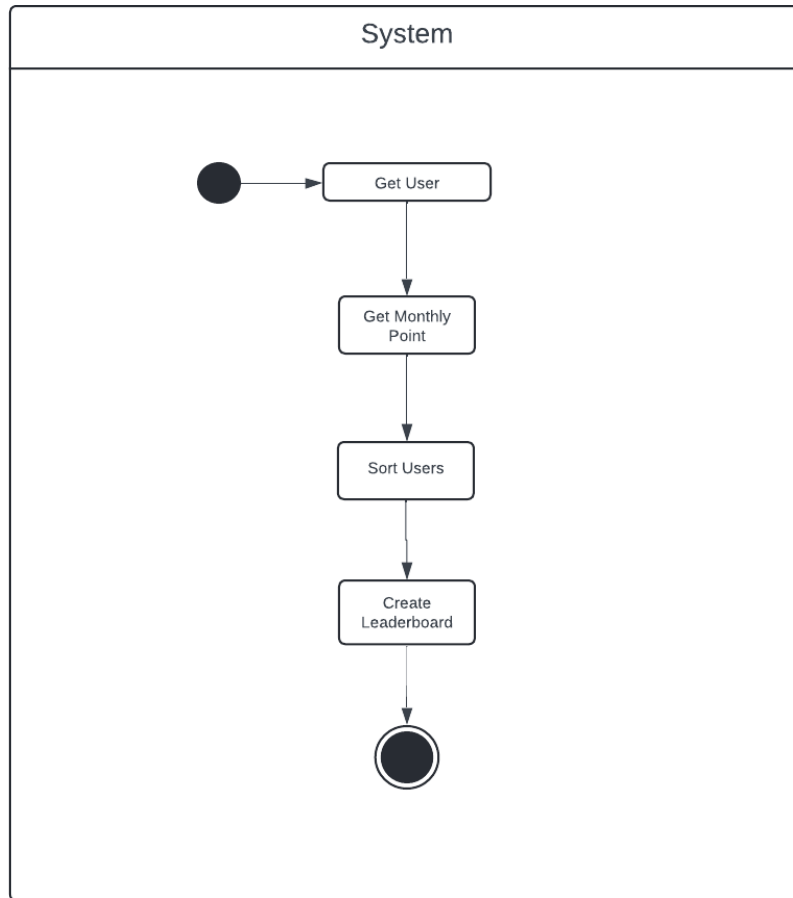 System
Get User
Get Monthly
Point
Sort Users
Create
Leaderboard